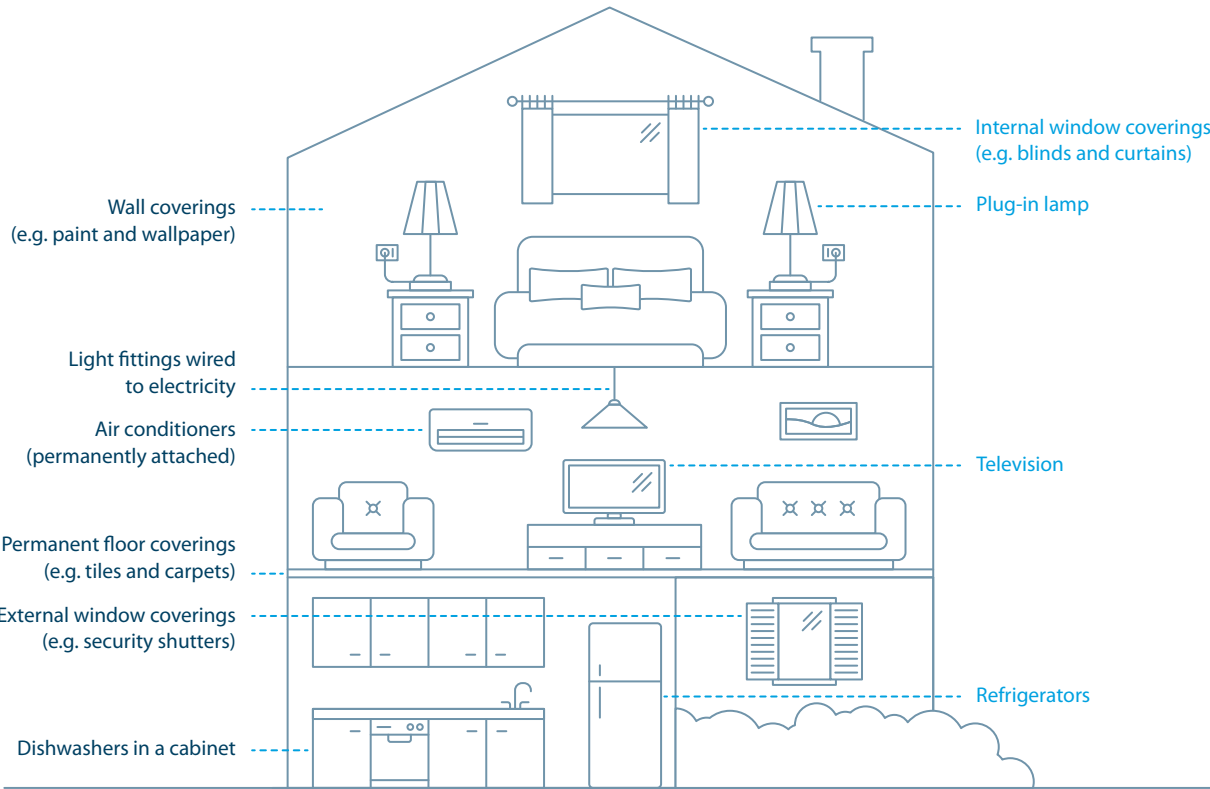 Internal window coverings
(e.g. blinds and curtains)
Wall coverings
(e.g. paint and wallpaper)
Plug-in lamp
Light fittings wired
to electricity
Air conditioners
(permanently attached)
Television
Permanent floor coverings
(e.g. tiles and carpets)
External window coverings
(e.g. security shutters)
Refrigerators
Dishwashers in a cabinet